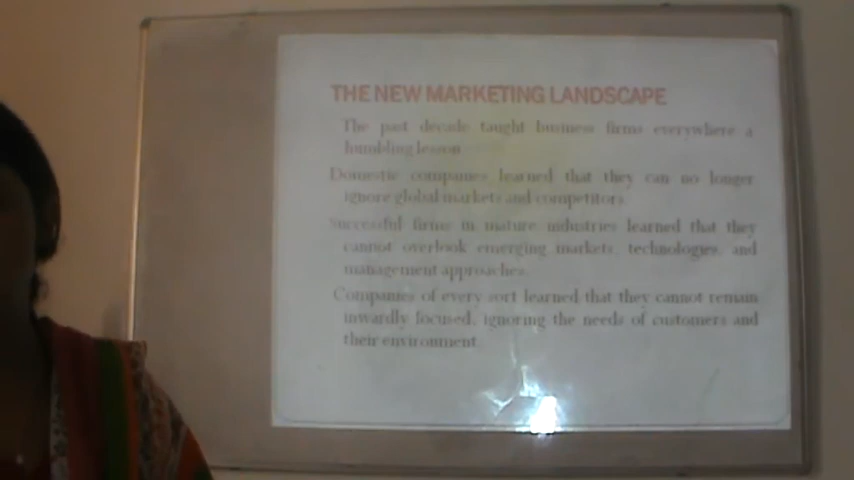 THE NEW MARKETING LANDSCAPE
The past decade taught business firms everywhere a
humbling lesson
Domestic companies learned that they can no longer
ignore global markets and competitors.
Successful firms in mature industries learned that they
cannot overlook emerging markets, technologies, and
management approaches.
Companies of every sort learned that they cannot remain
inwardly focused, ignoring the needs of customers and
their environment.